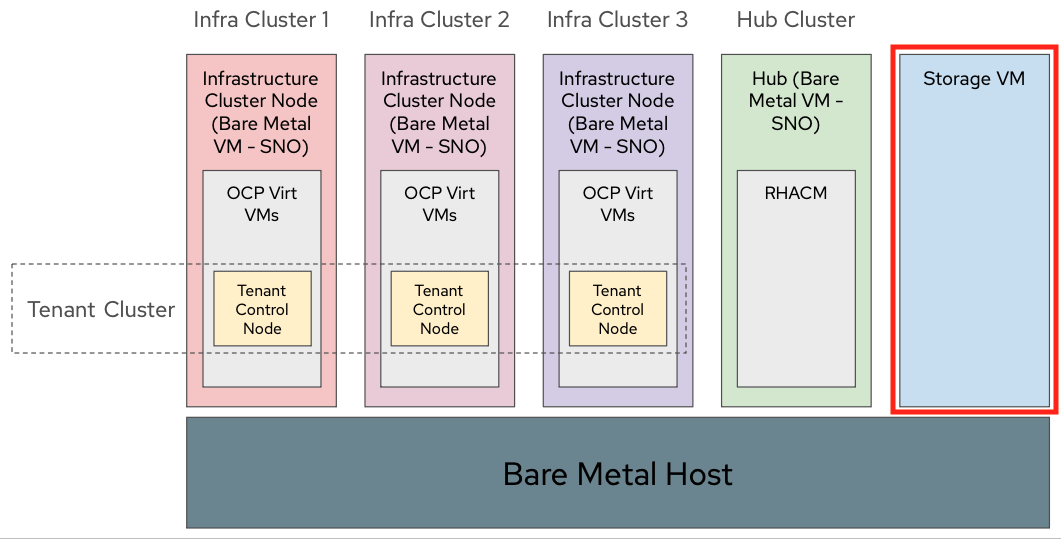 Infra Cluster 1
Infra Cluster 2
Infra Cluster 3
Hub Cluster
Infrastructure
Cluster Node
(Bare Metal
VM - SNO)
Infrastructure
Cluster Node
(Bare Metal
VM - SNO)
Infrastructure
Cluster Node
(Bare Metal
VM - SNO)
Hub (Bare
Metal VM -
SNO)
Storage VM
OCP Virt
VMs
OCP Virt
VMs
OCP Virt
VMs
RHACM
Tenant Cluster
Tenant
Control
Node
Tenant
Control
Node
Tenant
Control
Node
Bare Metal Host